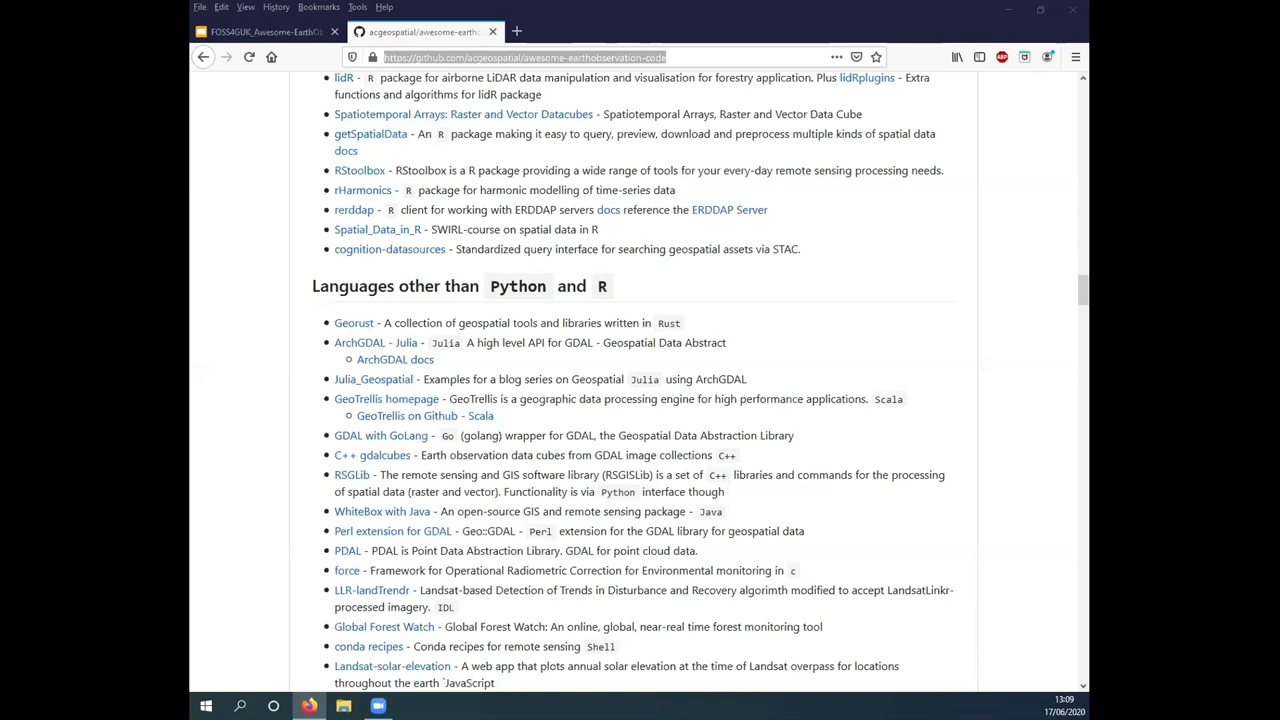 File Edit View History Bookmarks Tools Help
FOSS4GUK_Awesome-EarthOb
acgeospatial/awesome-earthob
https://github.com/acgeospatial/awesome-earthobservation-code
lidR - R package for airborne LiDAR data manipulation and visualisation for forestry application. Plus lidRplugins - Extra
functions and algorithms for lidR package
Spatiotemporal Arrays: Raster and Vector Datacubes - Spatiotemporal Arrays, Raster and Vector Data Cube
getSpatialData - An R package making it easy to query, preview, download and preprocess multiple kinds of spatial data
docs
RStoolbox - RStoolbox is a R package providing a wide range of tools for your every-day remote sensing processing needs.
rHarmonics - R package for harmonic modelling of time-series data
rerddap - R client for working with ERDDAP servers docs reference the ERDDAP Server
Spatial_Data_in_R - SWIRL-course on spatial data in R
cognition-datasources - Standardized query interface for searching geospatial assets via STAC.
Languages other than Python and R
Georust - A collection of geospatial tools and libraries written in Rust
ArchGDAL - Julia - Julia A high level API for GDAL - Geospatial Data Abstract
ArchGDAL docs
Julia_Geospatial - Examples for a blog series on Geospatial Julia using ArchGDAL
GeoTrellis homepage - GeoTrellis is a geographic data processing engine for high performance applications. Scala
GeoTrellis on Github - Scala
GDAL with GoLang - Go (golang) wrapper for GDAL, the Geospatial Data Abstraction Library
C++ gdalcubes - Earth observation data cubes from GDAL image collections C++
RSGLib - The remote sensing and GIS software library (RSGISLib) is a set of C++ libraries and commands for the processing
of spatial data (raster and vector). Functionality is via Python interface though
WhiteBox with Java - An open-source GIS and remote sensing package - Java
Perl extension for GDAL - Geo::GDAL - Perl extension for the GDAL library for geospatial data
PDAL - PDAL is Point Data Abstraction Library. GDAL for point cloud data.
force - Framework for Operational Radiometric Correction for Environmental monitoring in c
LLR-landTrendr - Landsat-based Detection of Trends in Disturbance and Recovery algorimth modified to accept LandsatLinkr-
processed imagery. IDL
Global Forest Watch - Global Forest Watch: An online, global, near-real time forest monitoring tool
conda recipes - Conda recipes for remote sensing Shell
Landsat-solar-elevation - A web app that plots annual solar elevation at the time of Landsat overpass for locations
throughout the earth `JavaScript
13:09
17/06/2020